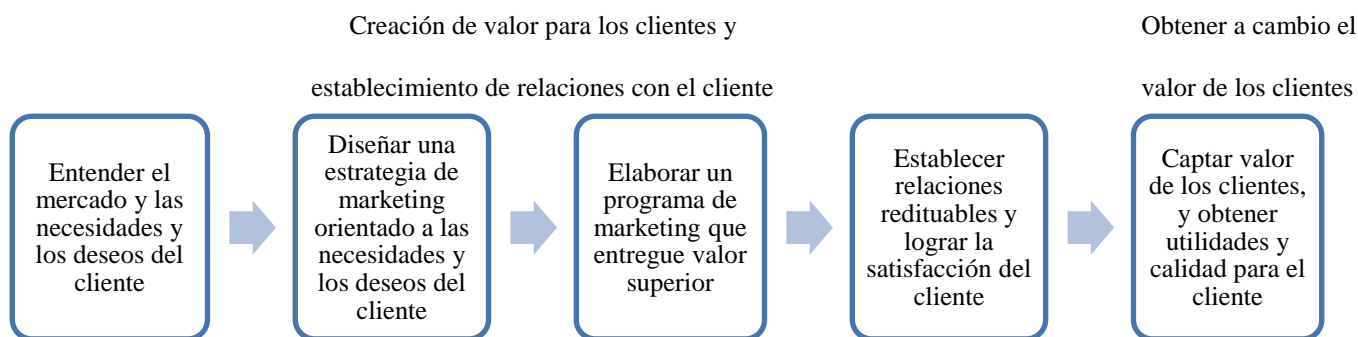 Creación de valor para los clientes y
establecimiento de relaciones con el cliente
Obtener a cambio el
valor de los clientes
Entender el
mercado y las
necesidades y
los deseos del
cliente
Diseñar una
estrategia de
marketing
orientado a las
necesidades y
los deseos del
cliente
Elaborar un
programa de
marketing que
entregue valor
superior
Establecer
relaciones
redituables y
lograr la
satisfacción del
cliente
Captar valor
de los clientes,
y obtener
utilidades y
calidad para el
cliente